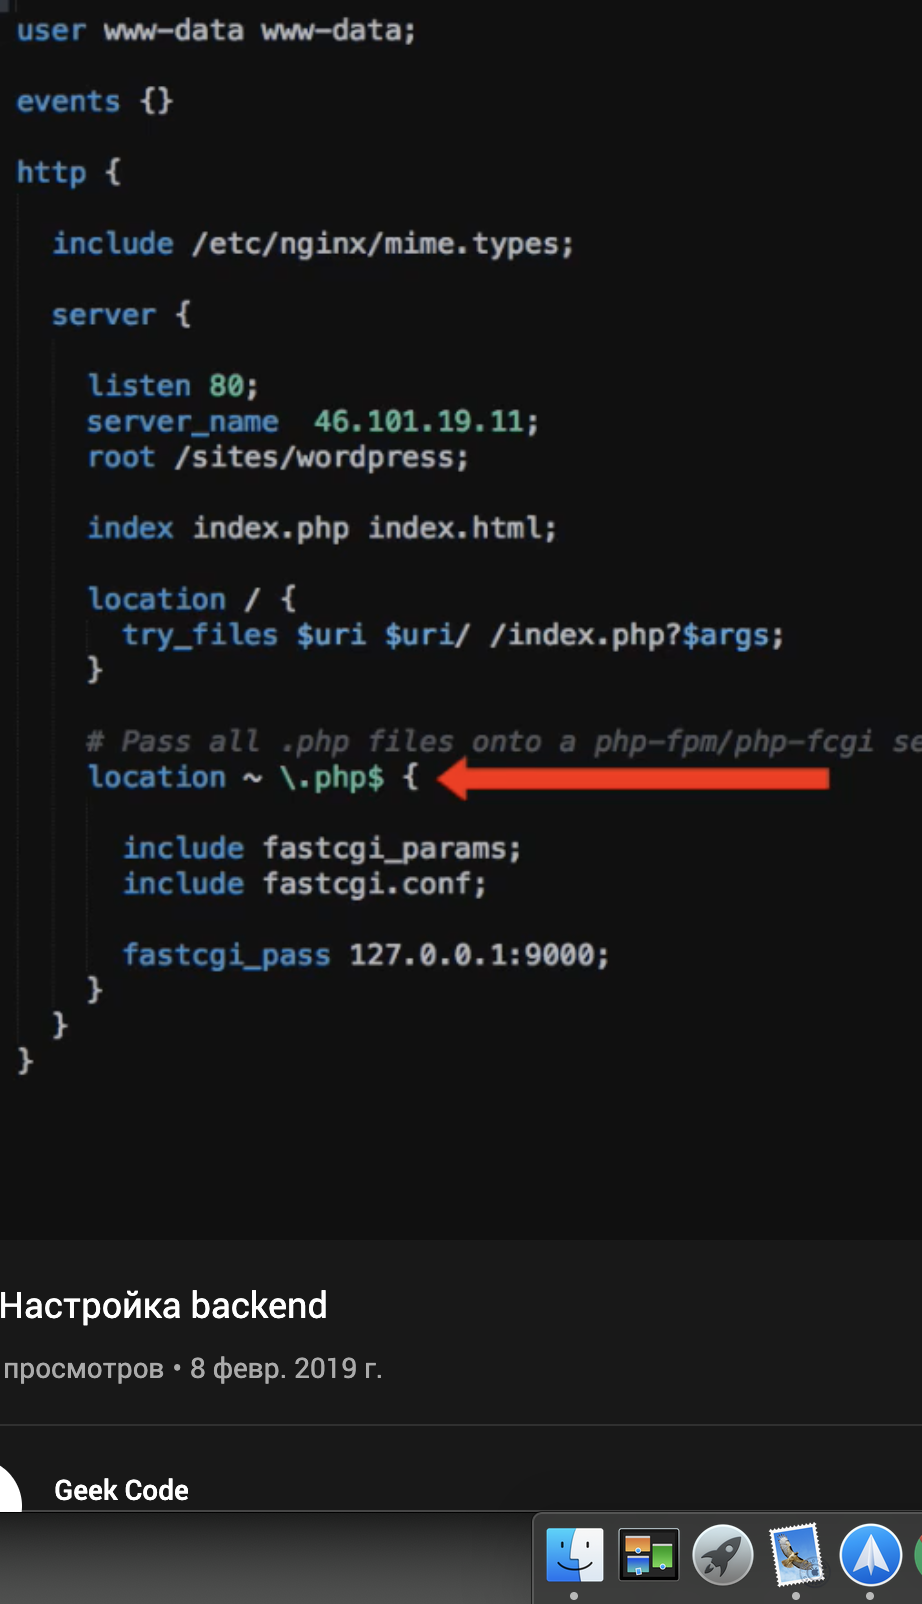 user www-data www-data;
events {}
http {
include /etc/nginx/mime.types;
server {
listen 80;
server_name 46.101.19.11;
root /sites/wordpress;
index index.php index.html;
location / {
try_files $uri $uri/ /index.php?$args;
}
# Pass all .php files onto a php-fpm/php-fcgi se
location ~ \.php$ {
include fastcgi_params;
include fastcgi.conf;
fastcgi_pass 127.0.0.1:9000;
}
}
}
Настройка backend
просмотров • 8 февр. 2019 г.
Geek Code